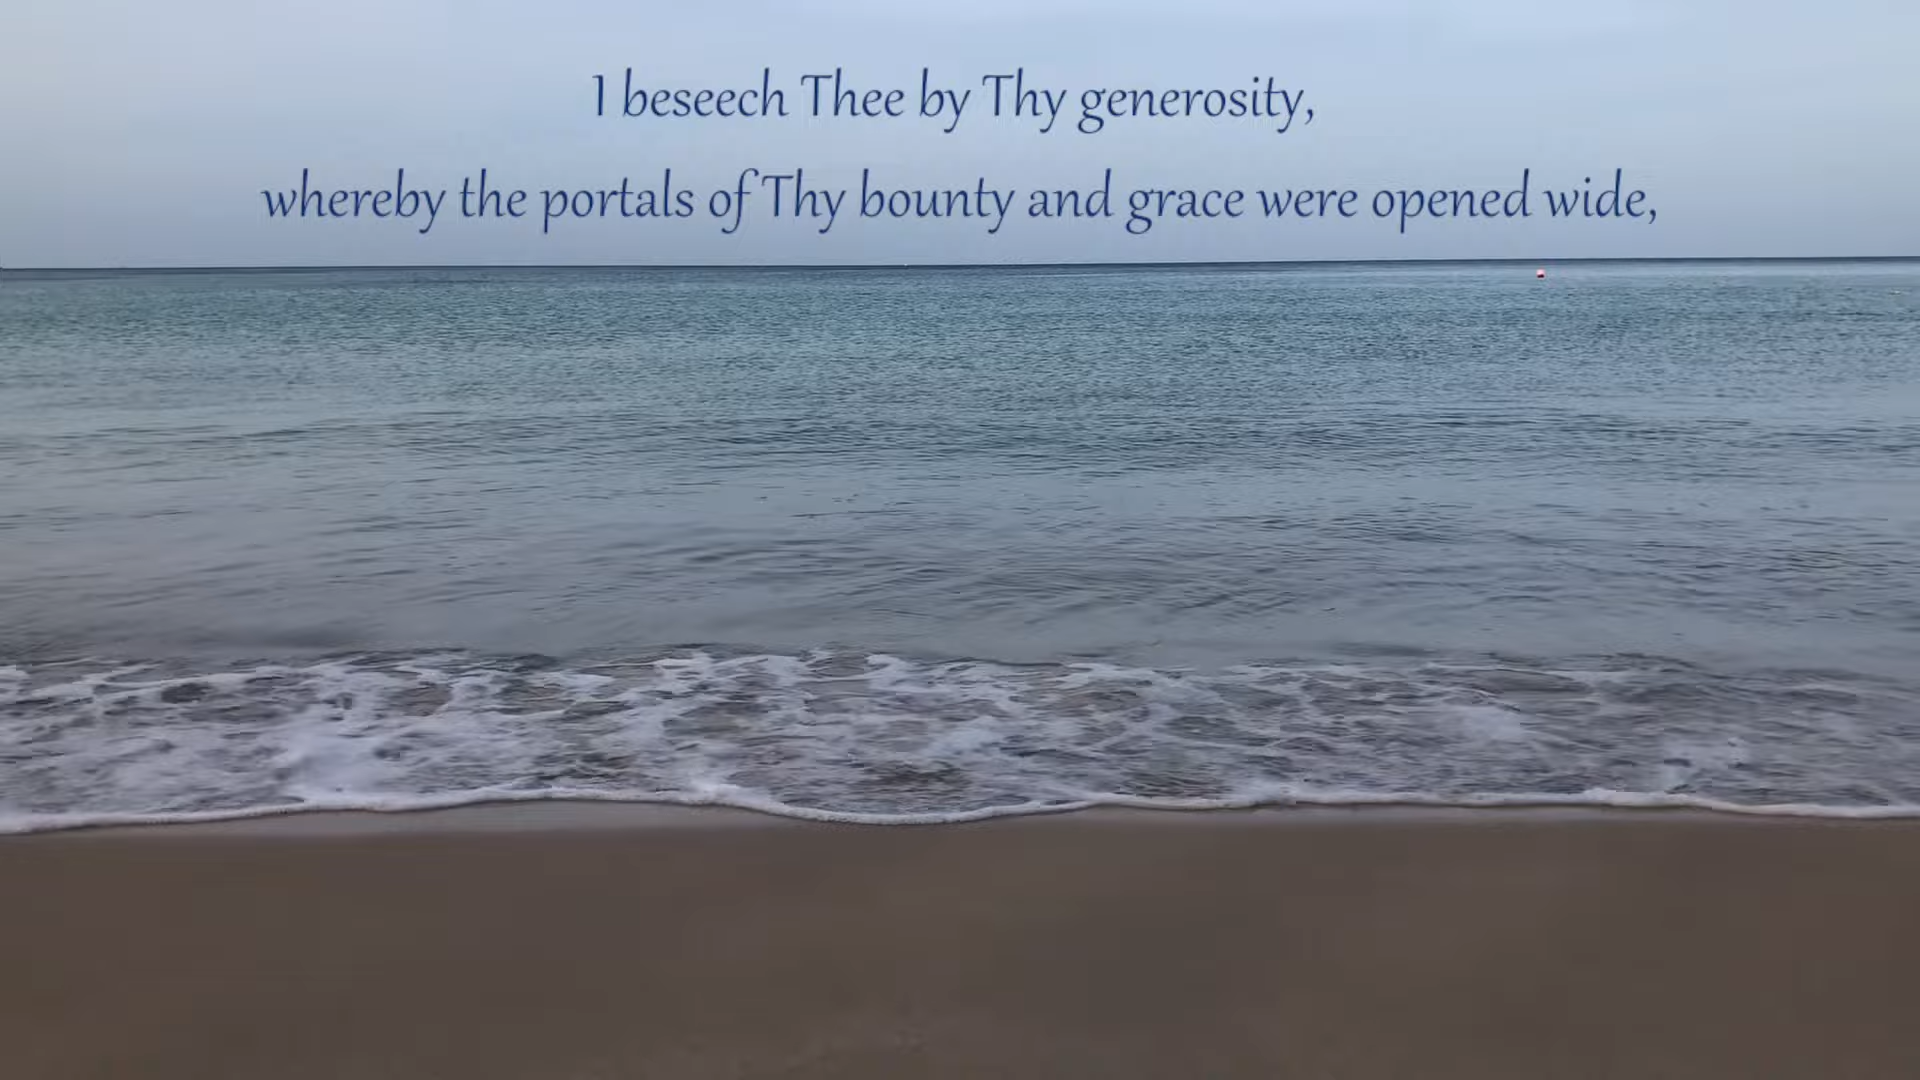 I beseech Thee by Thy generosity,
whereby the portals of Thy bounty and grace were opened wide,